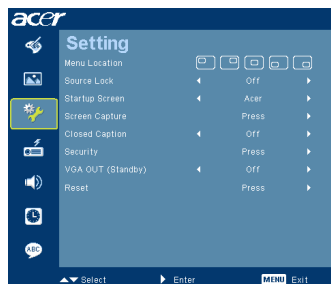 acer
Setting
Menu Location
Source Lock Off
Startup Screen Acer
Screen Capture Press
Closed Caption Off
Security Press
VGA OUT (Standby) Off
Reset Press
ABC
Select Enter MENU Exit